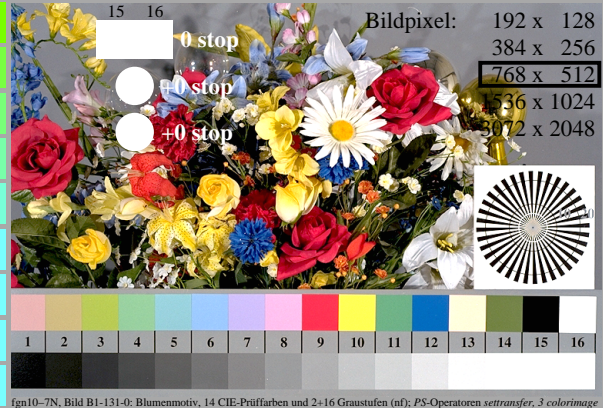 15 16
Bildpixel: 192 x 128
0 stop
384 x 256
768 x 512
+0 stop
1536 x 1024
+0 stop
3072 x 2048
1 2 3 4 5 6 7 8 9 10 11 12 13 14 15 16
fgn10–7N, Bild B1-131-0: Blumenmotiv, 14 CIE-Prüffarben und 2+16 Graustufen (nf); PS-Operatoren settransfer, 3 colorimage